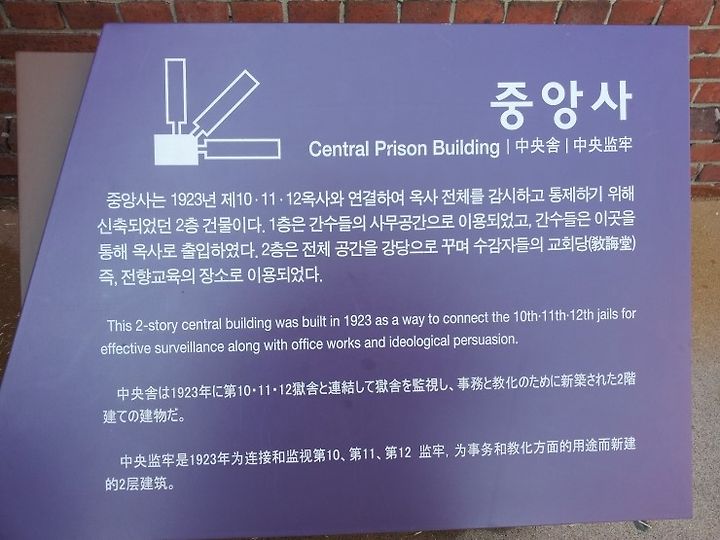 중앙사
Central Prison Building | 中央舍 | 中央监牢
중앙사는 1923년 제10·11·12옥사와 연결하여 옥사 전체를 감시하고 통제하기 위해
신축되었던 2층 건물이다. 1층은 간수들의 사무공간으로 이용되었고, 간수들은 이곳을
통해 옥사로 출입하였다. 2층은 전체 공간을 강당으로 꾸며 수감자들의 교회당(敎誨堂)
즉, 전향교육의 장소로 이용되었다.
This 2-story central building was built in 1923 as a way to connect the 10th·11th·12th jails for
effective surveillance along with office works and ideological persuasion.
中央舍は1923年に第10・11・12獄舍と連結して獄舍を監視し、事務と教化のために新築された2階
建ての建物だ。
中央监牢是1923年为连接和监视第10、第11、第12 监牢, 为事务和教化方面的用途而新建
的2层建筑。